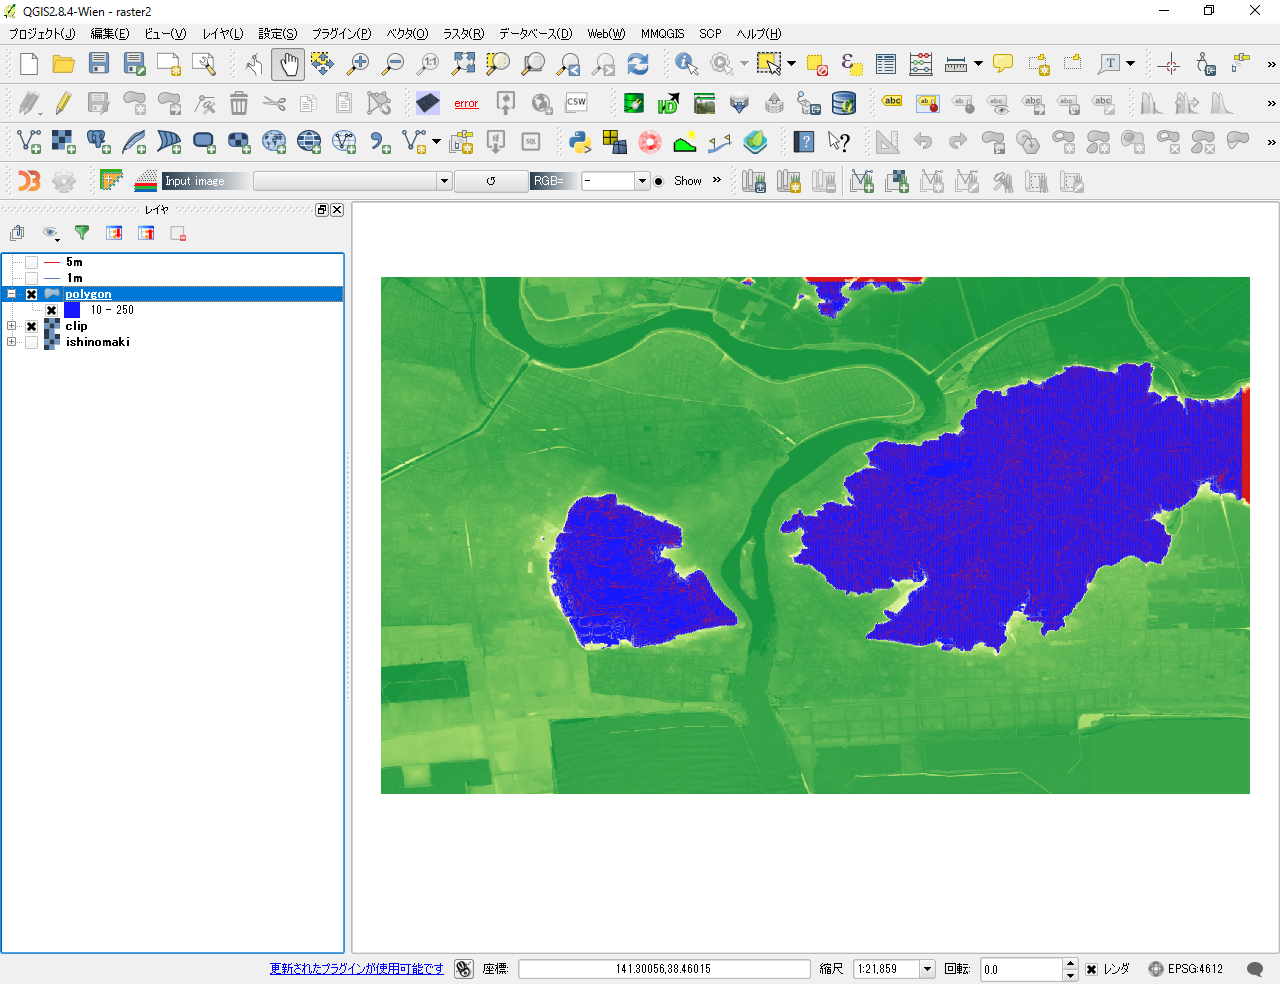 QGIS2.8.4-Wien - raster2
プロジェクト(J) 編集(E) ビュー(V) レイヤ(L) 設定(S) プラグイン(P) ベクタ(O) ラスタ(R) データベース(D) Web(W) MMQGIS SCP ヘルプ(H)
error
CSW
abc
abc
SQL
Input image
RGB=
-
Show
レイヤ
5m
1m
polygon
10 - 250
clip
ishinomaki
更新されたプラグインが使用可能です 座標: 141.30056,38.46015 縮尺 1:21,859 回転: 0.0 レンダ EPSG:4612